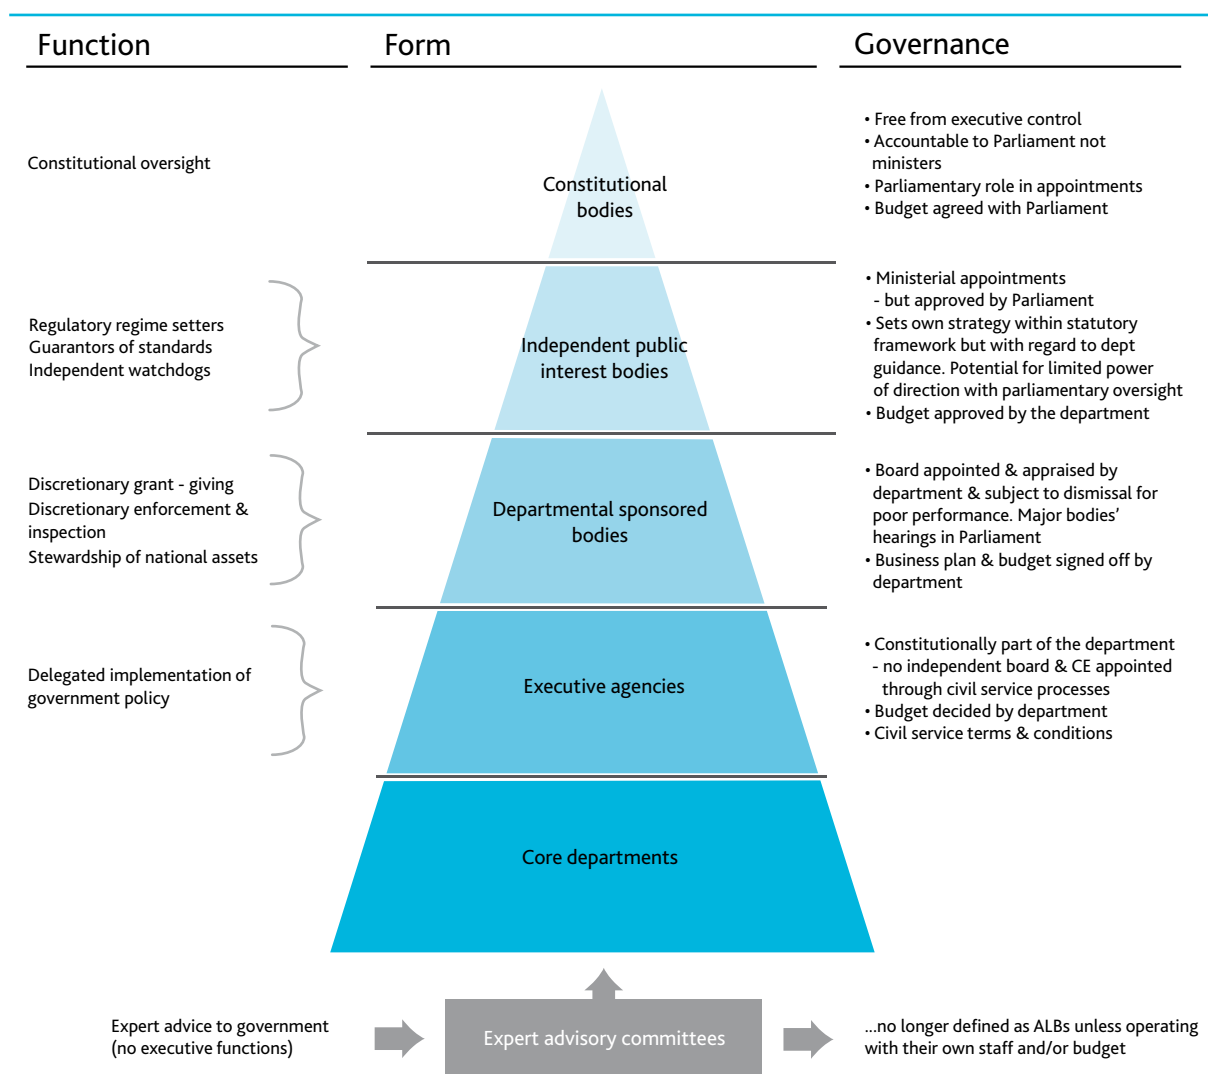 Function
Form
Governance
Constitutional oversight
Constitutional
bodies
• Free from executive control
• Accountable to Parliament not
ministers
• Parliamentary role in appointments
• Budget agreed with Parliament
Regulatory regime setters
Guarantors of standards
Independent watchdogs
Independent public
interest bodies
• Ministerial appointments
- but approved by Parliament
• Sets own strategy within statutory
framework but with regard to dept
guidance. Potential for limited power
of direction with parliamentary oversight
• Budget approved by the department
Discretionary grant - giving
Discretionary enforcement &
inspection
Stewardship of national assets
Departmental sponsored
bodies
• Board appointed & appraised by
department & subject to dismissal for
poor performance. Major bodies’
hearings in Parliament
• Business plan & budget signed off by
department
Delegated implementation of
government policy
Executive agencies
• Constitutionally part of the department
- no independent board & CE appointed
through civil service processes
• Budget decided by department
• Civil service terms & conditions
Core departments
Expert advice to government
(no executive functions)
Expert advisory committees
...no longer defined as ALBs unless operating
with their own staff and/or budget